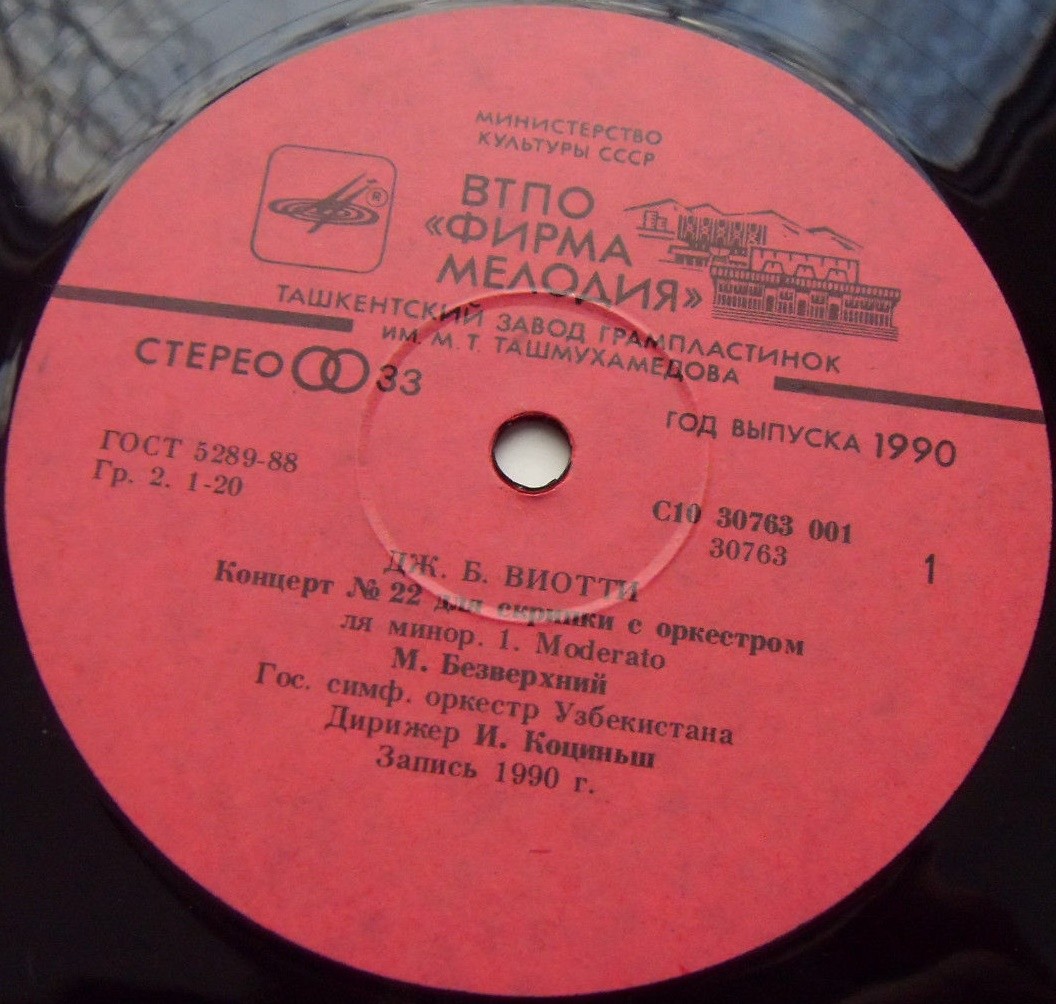 МИНИСТЕРСТВО
КУЛЬТУРЫ СССР
®
ВТПО
«ФИРМА
МЕЛОДИЯ»
ТАШКЕНТСКИЙ ЗАВОД ГРАМПЛАСТИНОК
ИМ. М. Т. ТАШМУХАМЕДОВА
СТЕРЕО 33
ГОД ВЫПУСКА 1990
ГОСТ 5289-88
Гр. 2. 1-20
С10 30763 001
30763
1
ДЖ. Б. ВИОТТИ
Концерт № 22 для скрипки с оркестром
ля минор. 1. Moderato
М. Безверхний
Гос. симф. оркестр Узбекистана
Дирижер И. Коциньш
Запись 1990 г.